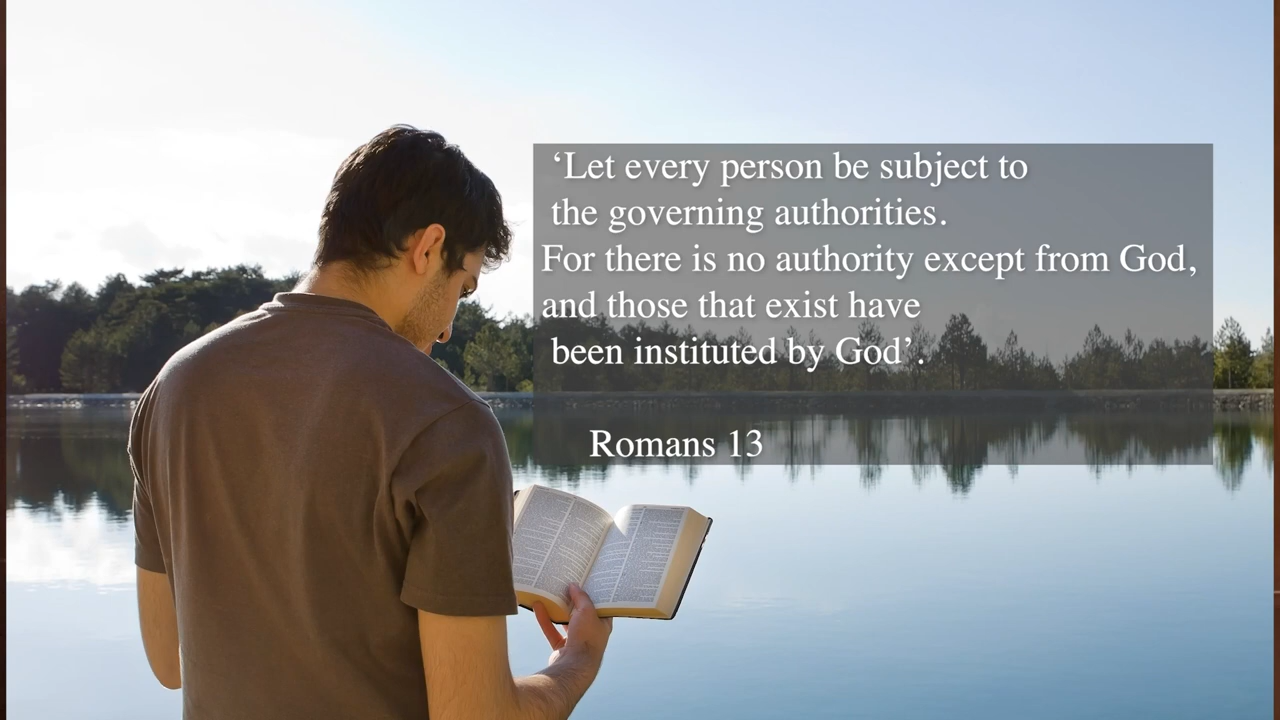 ‘Let every person be subject to
the governing authorities.
For there is no authority except from God,
and those that exist have
been instituted by God’.
Romans 13